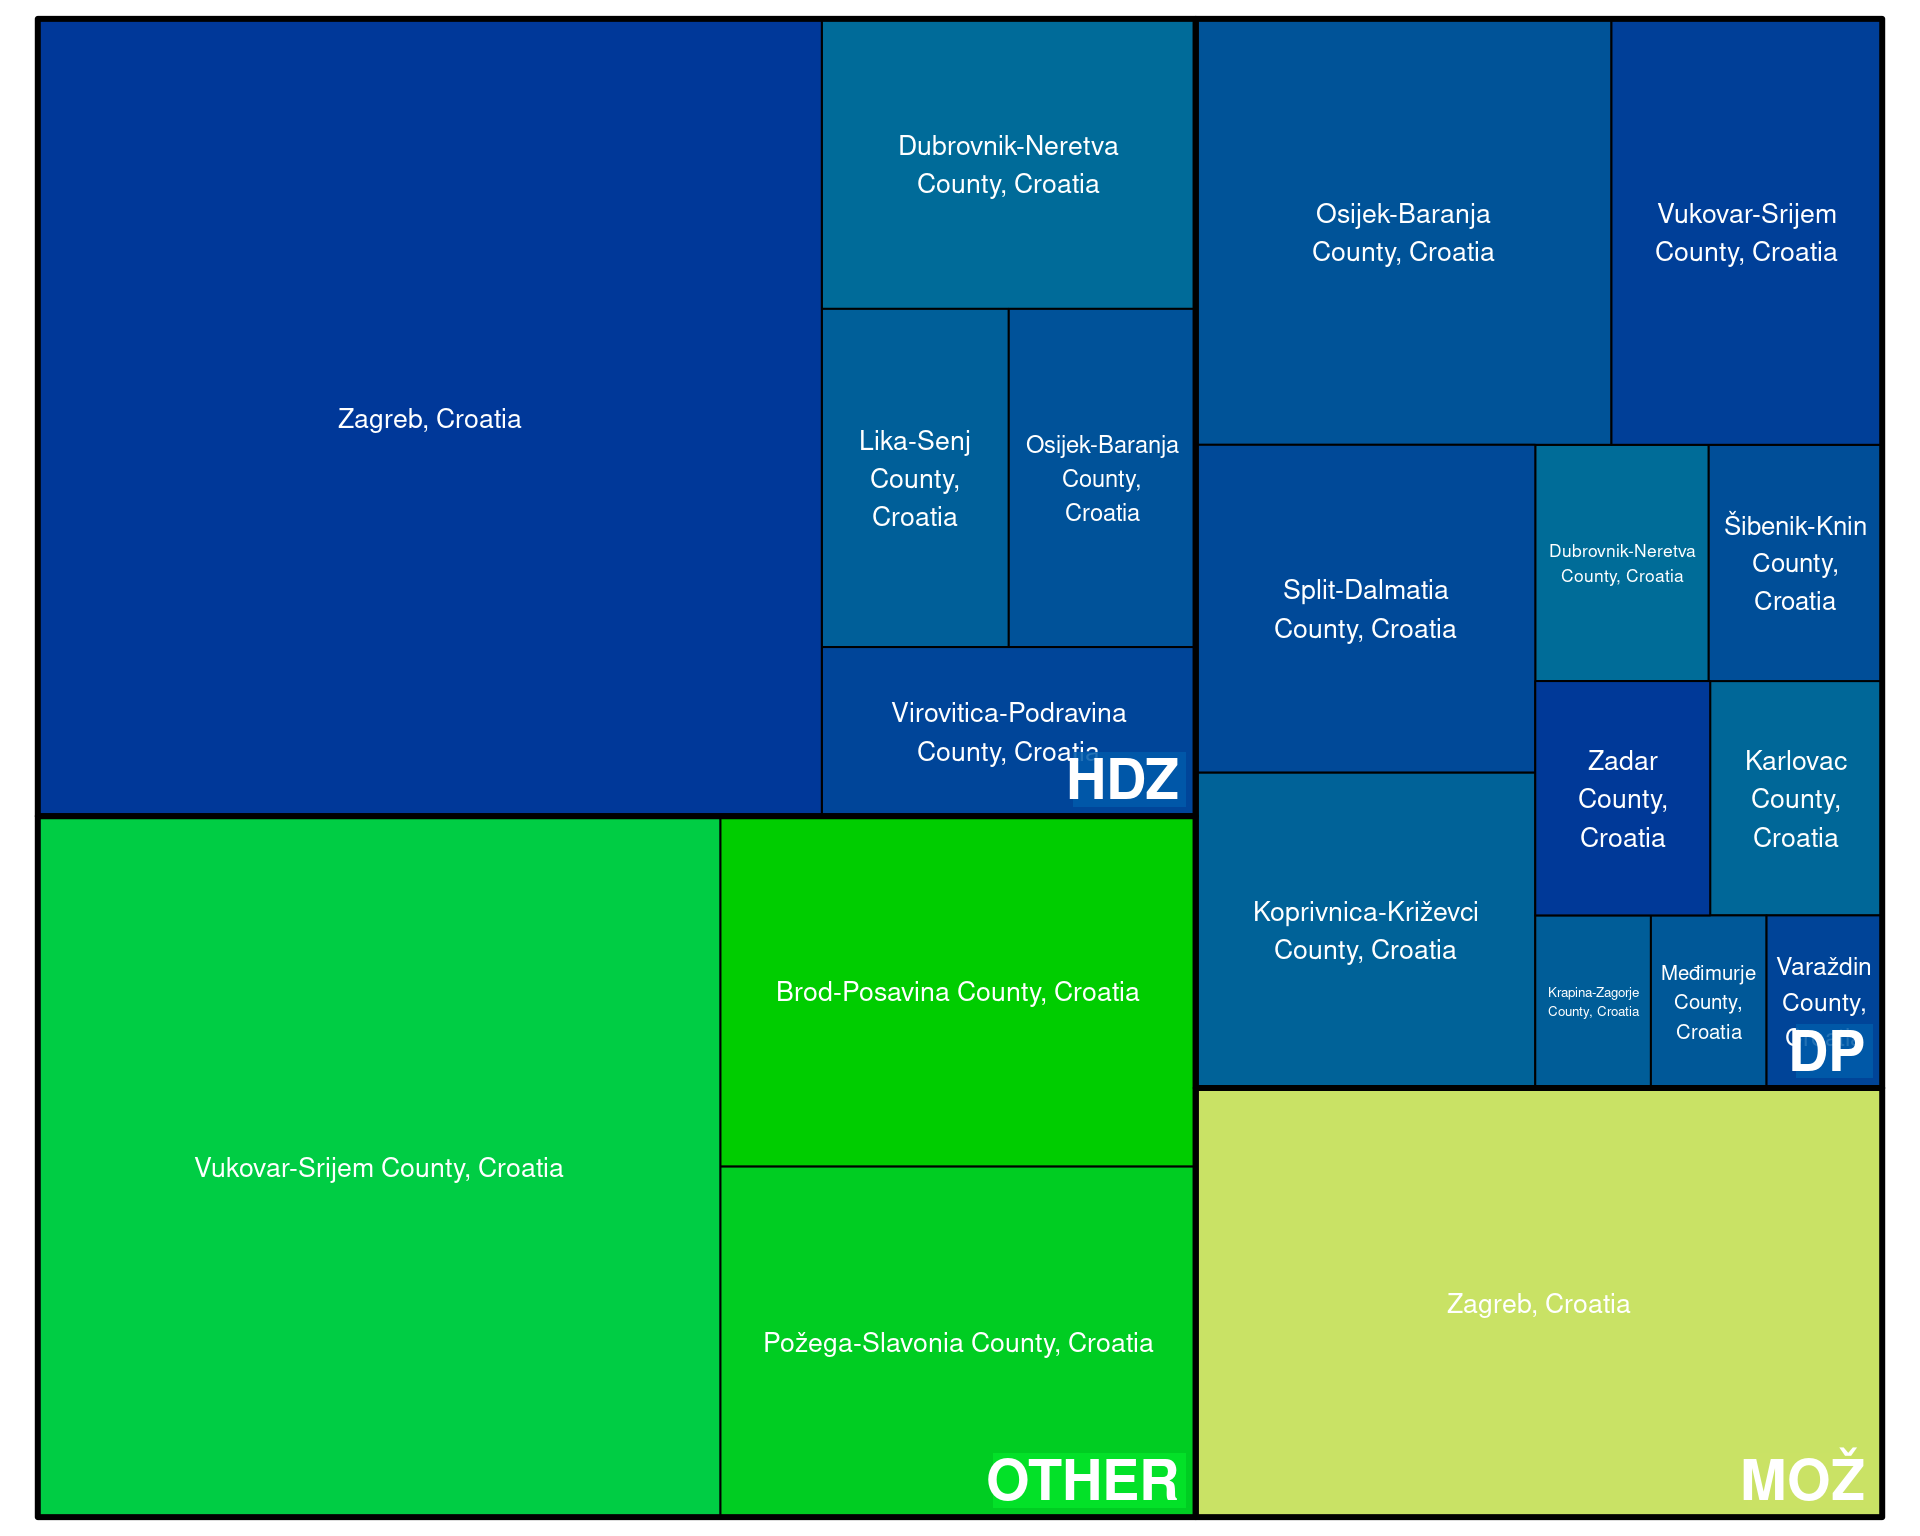 Zagreb, Croatia
Dubrovnik-Neretva
County, Croatia
Lika-Senj
County,
Croatia
Osijek-Baranja
County,
Croatia
Virovitica-Podravina
County, Croatia
HDZ
Vukovar-Srijem County, Croatia
Brod-Posavina County, Croatia
Požega-Slavonia County, Croatia
OTHER
Osijek-Baranja
County, Croatia
Vukovar-Srijem
County, Croatia
Split-Dalmatia
County, Croatia
Dubrovnik-Neretva
County, Croatia
Šibenik-Knin
County,
Croatia
Koprivnica-Križevci
County, Croatia
Zadar
County,
Croatia
Karlovac
County,
Croatia
Krapina-Zagorje
County, Croatia
Međimurje
County,
Croatia
Varaždin
County,
DP
Zagreb, Croatia
MOŽ